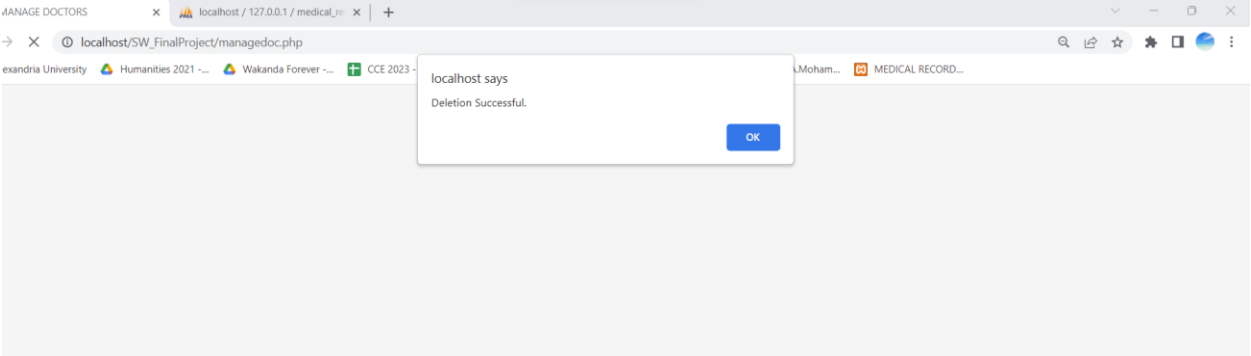 MANAGE DOCTORS
localhost / 127.0.0.1 / medical_re
localhost/SW_FinalProject/managedoc.php
exandria University
Humanities 2021 -...
Wakanda Forever -...
CCE 2023 -
.Moham...
MEDICAL RECORD...
localhost says
Deletion Successful.
OK